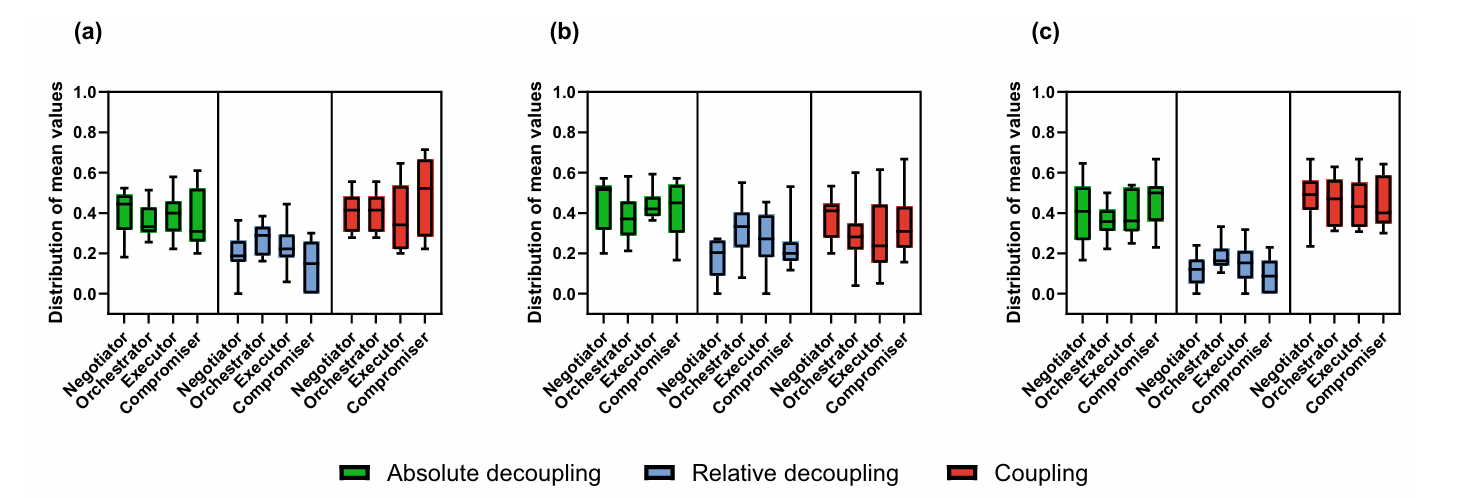 (a)
(b)
(c)
Distribution of mean values
1.0
0.8
0.6
0.4
0.2
0.0
Negotiator
Orchestrator
Executor
Compromiser
Negotiator
Orchestrator
Executor
Compromiser
Negotiator
Orchestrator
Executor
Compromiser
Distribution of mean values
1.0
0.8
0.6
0.4
0.2
0.0
Negotiator
Orchestrator
Executor
Compromiser
Negotiator
Orchestrator
Executor
Compromiser
Negotiator
Orchestrator
Executor
Compromiser
Distribution of mean values
1.0
0.8
0.6
0.4
0.2
0.0
Negotiator
Orchestrator
Executor
Compromiser
Negotiator
Orchestrator
Executor
Compromiser
Negotiator
Orchestrator
Executor
Compromiser
Absolute decoupling
Relative decoupling
Coupling